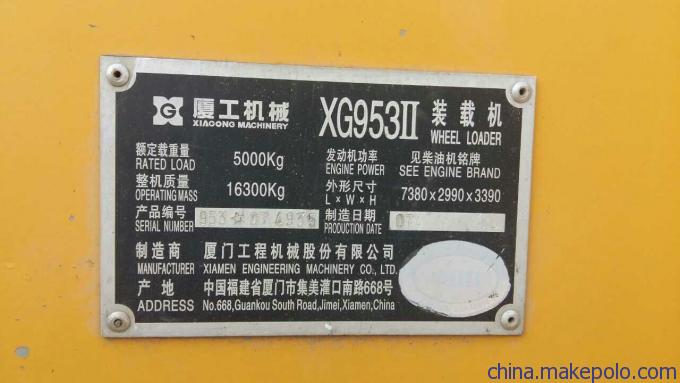 厦工机械 XG953II 装载机
XIAGONG MACHINERY WHEEL LOADER
额定载重量 5000Kg 发动机功率 见柴油机铭牌
RATED LOAD ENGINE POWER SEE ENGINE BRAND
整机质量 16300Kg 外形尺寸 7380×2990×3390
OPERATING MASS L×W×H
产品编号 制造日期 07
SERIAL NUMBER PRODUCTION DATE
制造商 厦门工程机械股份有限公司
MANUFACTURER XIAMEN ENGINEERING MACHINERY CO., LTD.
产地 中国福建省厦门市集美灌口南路668号
ADDRESS No.668,Guankou South Road,Jimei,Xiamen,China
china.makepolo.com